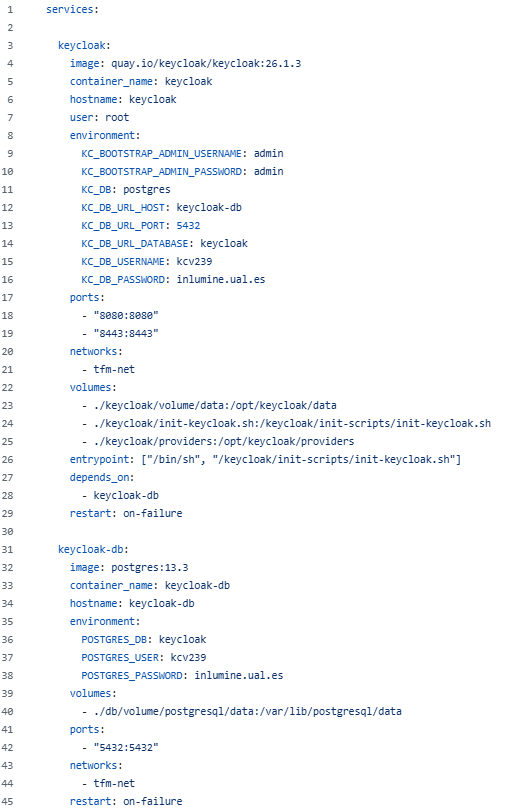 1 services:
2
3   keycloak:
4     image: quay.io/keycloak/keycloak:26.1.3
5     container_name: keycloak
6     hostname: keycloak
7     user: root
8     environment:
9       KC_BOOTSTRAP_ADMIN_USERNAME: admin
10       KC_BOOTSTRAP_ADMIN_PASSWORD: admin
11       KC_DB: postgres
12       KC_DB_URL_HOST: keycloak-db
13       KC_DB_URL_PORT: 5432
14       KC_DB_URL_DATABASE: keycloak
15       KC_DB_USERNAME: kcv239
16       KC_DB_PASSWORD: inlumine.ual.es
17     ports:
18       - "8080:8080"
19       - "8443:8443"
20     networks:
21       - tfm-net
22     volumes:
23       - ./keycloak/volume/data:/opt/keycloak/data
24       - ./keycloak/init-keycloak.sh:/keycloak/init-scripts/init-keycloak.sh
25       - ./keycloak/providers:/opt/keycloak/providers
26     entrypoint: ["/bin/sh", "/keycloak/init-scripts/init-keycloak.sh"]
27     depends_on:
28       - keycloak-db
29     restart: on-failure
30
31   keycloak-db:
32     image: postgres:13.3
33     container_name: keycloak-db
34     hostname: keycloak-db
35     environment:
36       POSTGRES_DB: keycloak
37       POSTGRES_USER: kcv239
38       POSTGRES_PASSWORD: inlumine.ual.es
39     volumes:
40       - ./db/volume/postgresql/data:/var/lib/postgresql/data
41     ports:
42       - "5432:5432"
43     networks:
44       - tfm-net
45     restart: on-failure